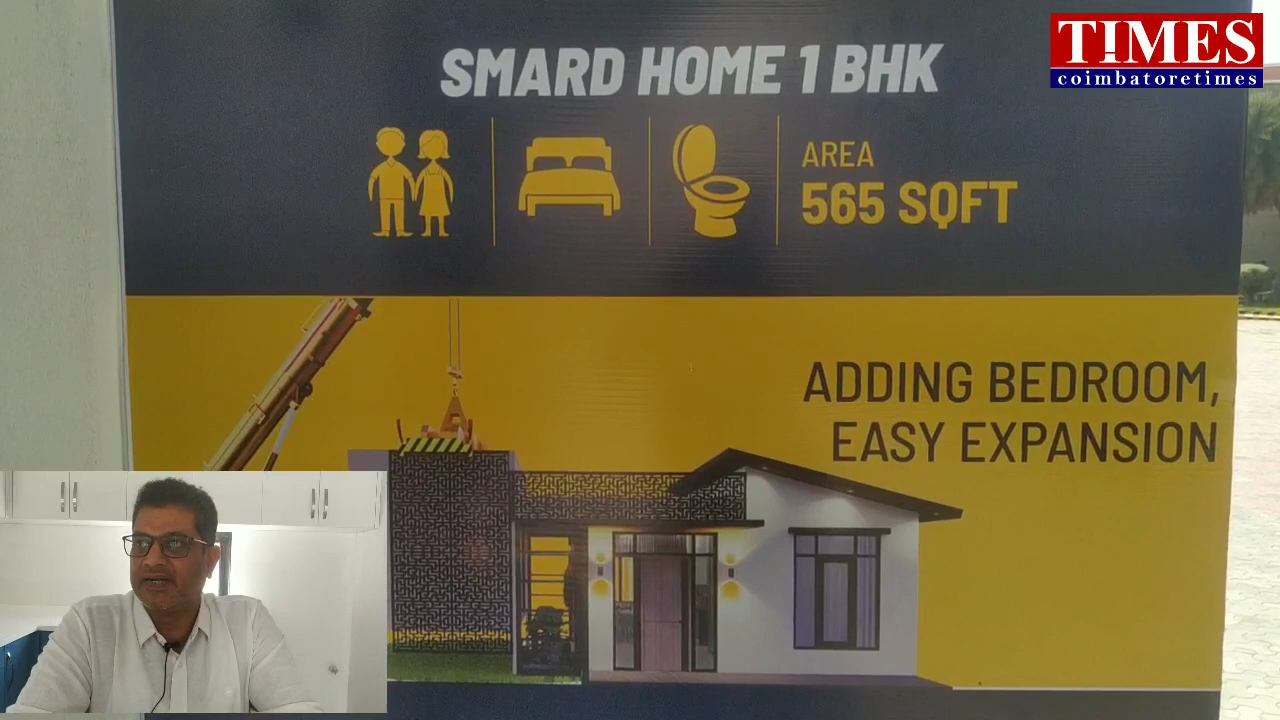 TIMES
coimbatoretimes
SMARD HOME 1 BHK
AREA
565 SQFT
ADDING BEDROOM,
EASY EXPANSION